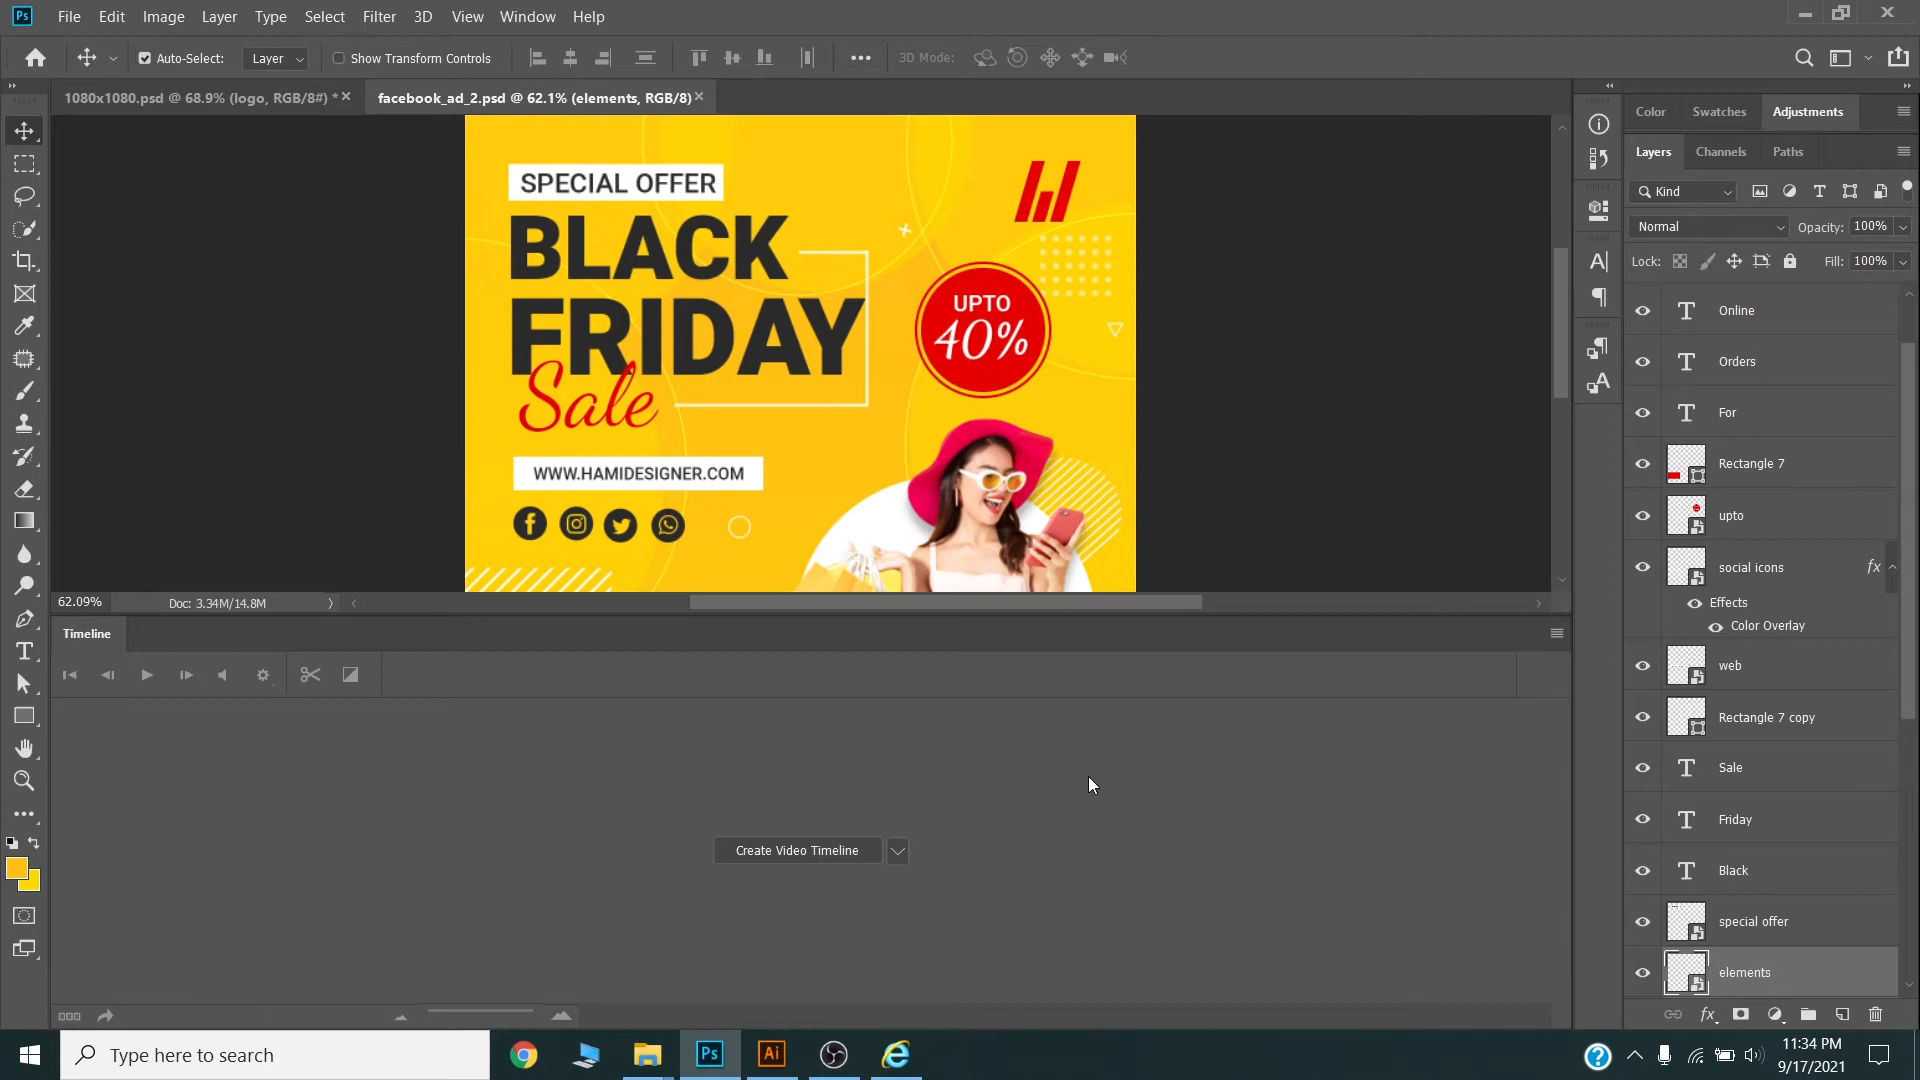 Ps File Edit Image Layer Type Select Filter 3D View Window Help
Auto-Select: Layer Show Transform Controls 3D Mode:
1080x1080.psd @ 68.9% (logo, RGB/8#) * facebook_ad_2.psd @ 62.1% (elements, RGB/8)
SPECIAL OFFER
BLACK
FRIDAY
Sale
UPTO
40%
WWW.HAMIDESIGNER.COM
62.09% Doc: 3.34M/14.8M
Timeline
Create Video Timeline
Color Swatches Adjustments
Layers Channels Paths
Kind
Normal Opacity: 100%
Lock: Fill: 100%
Online
Orders
For
Rectangle 7
upto
social icons fx
Effects
Color Overlay
web
Rectangle 7 copy
Sale
Friday
Black
special offer
elements
fx
Type here to search
Ps Ai
11:34 PM
9/17/2021